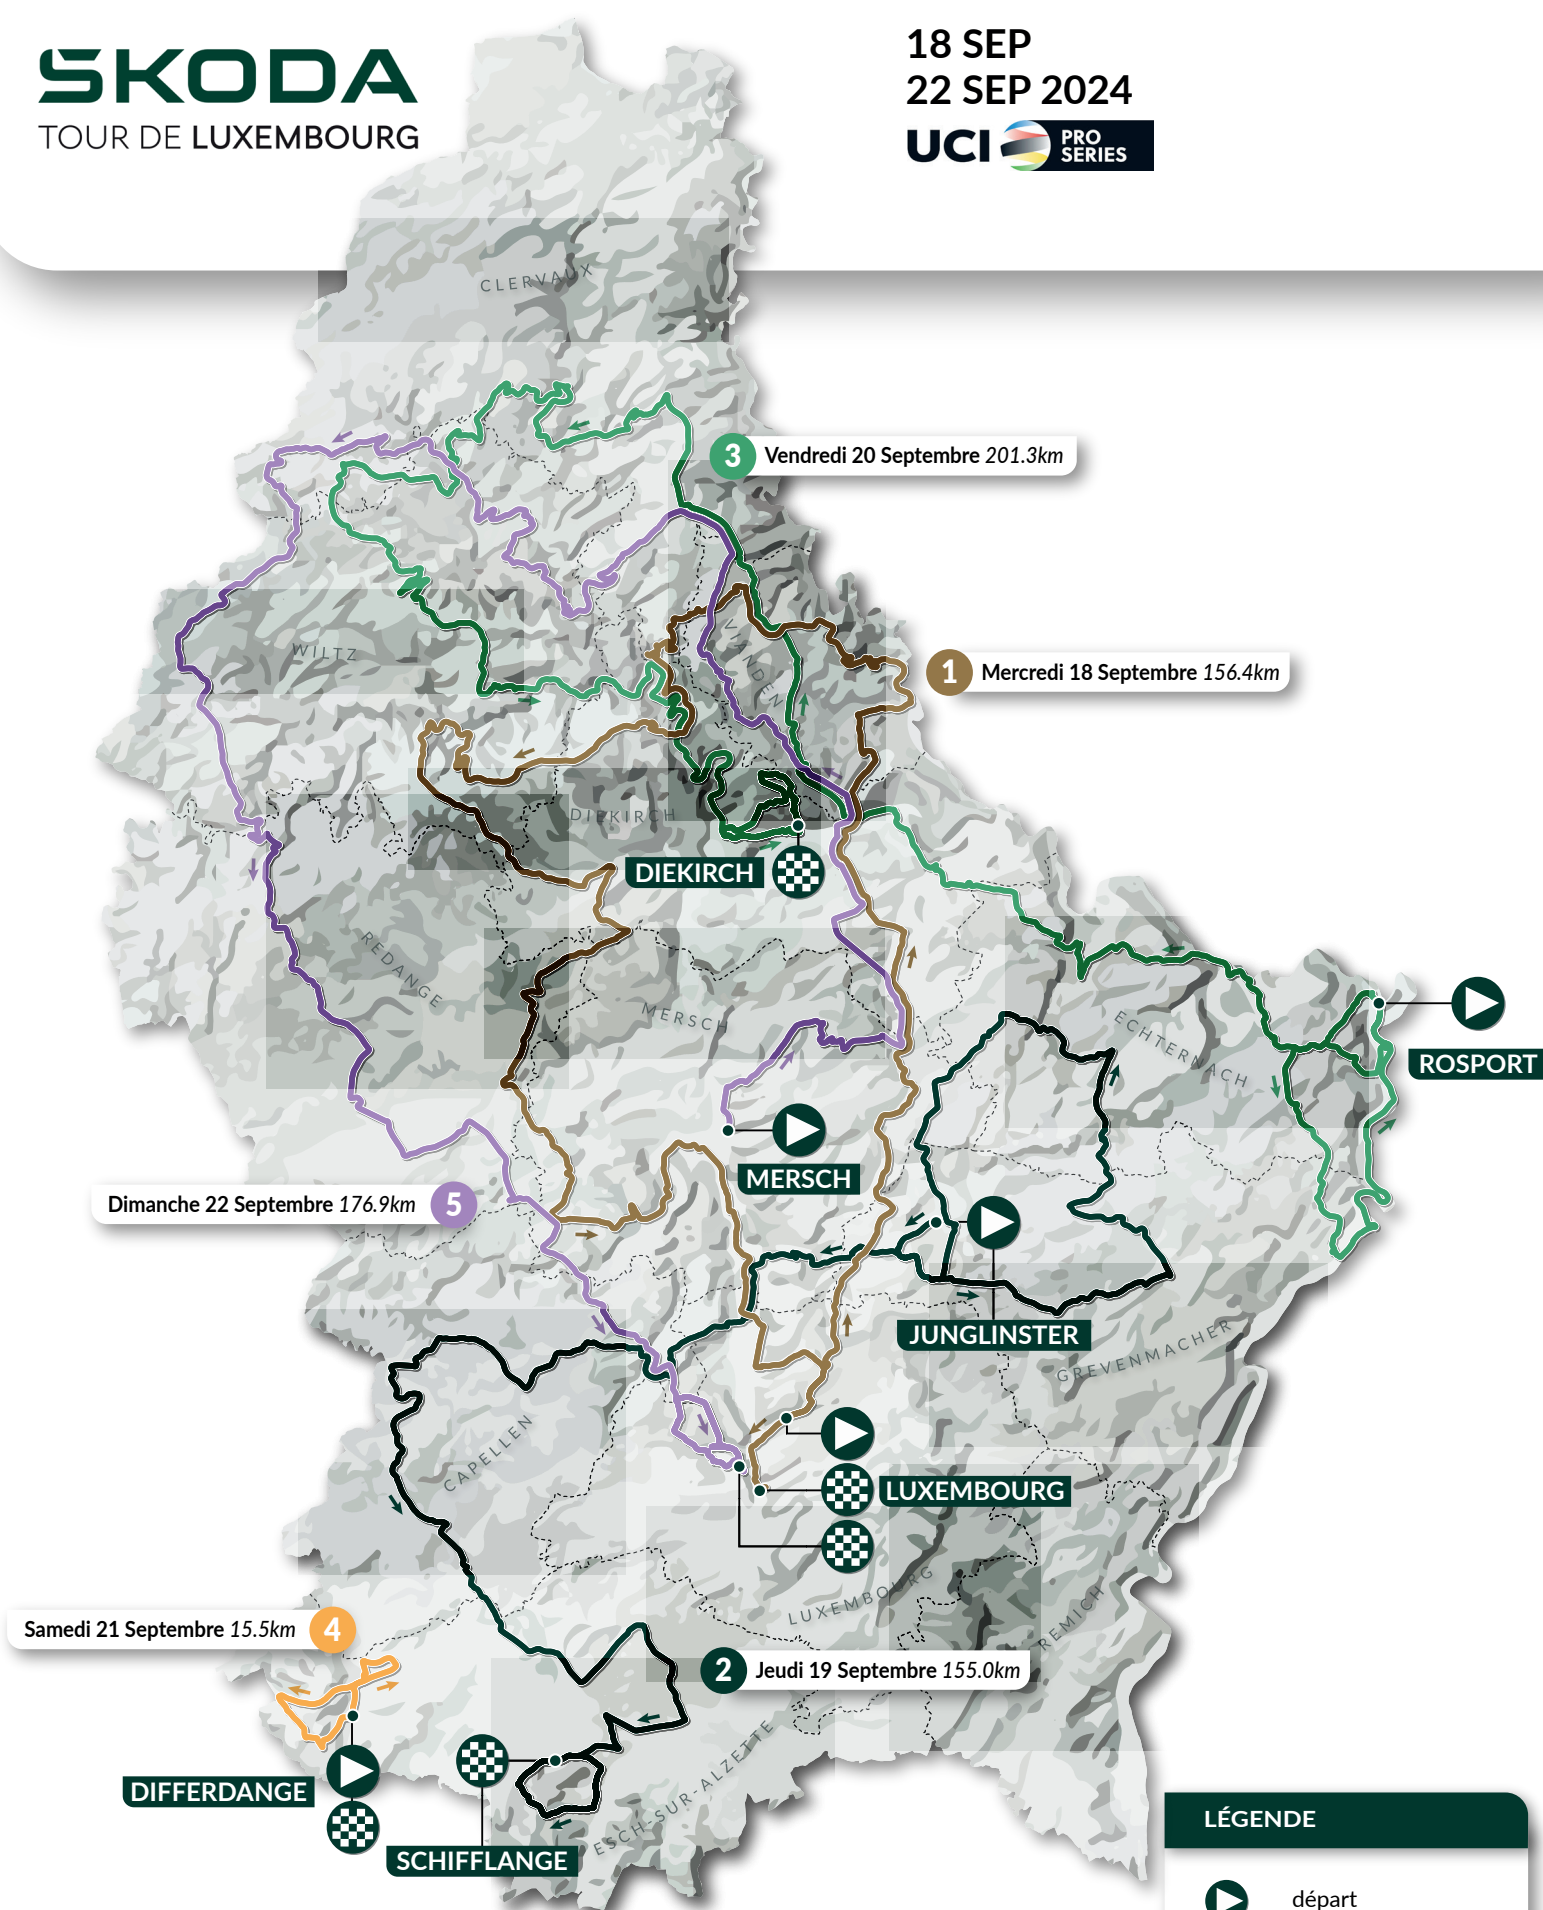 SKODA
TOUR DE LUXEMBOURG
18 SEP
22 SEP 2024
UCI PRO SERIES
CLERVAUX
3 Vendredi 20 Septembre 201.3km
WILTZ
VIANDEN
1 Mercredi 18 Septembre 156.4km
DIEKIRCH
DIEKIRCH
REDANGE
MERSCH
ECHTERNACH
ROSPORT
MERSCH
Dimanche 22 Septembre 176.9km 5
JUNGLINSTER
GREVENMACHER
CAPELLEN
LUXEMBOURG
LUXEMBOURG
REMICH
Samedi 21 Septembre 15.5km 4
2 Jeudi 19 Septembre 155.0km
DIFFERDANGE
ESCH-SUR-ALZETTE
SCHIFFLANGE
LÉGENDE
départ